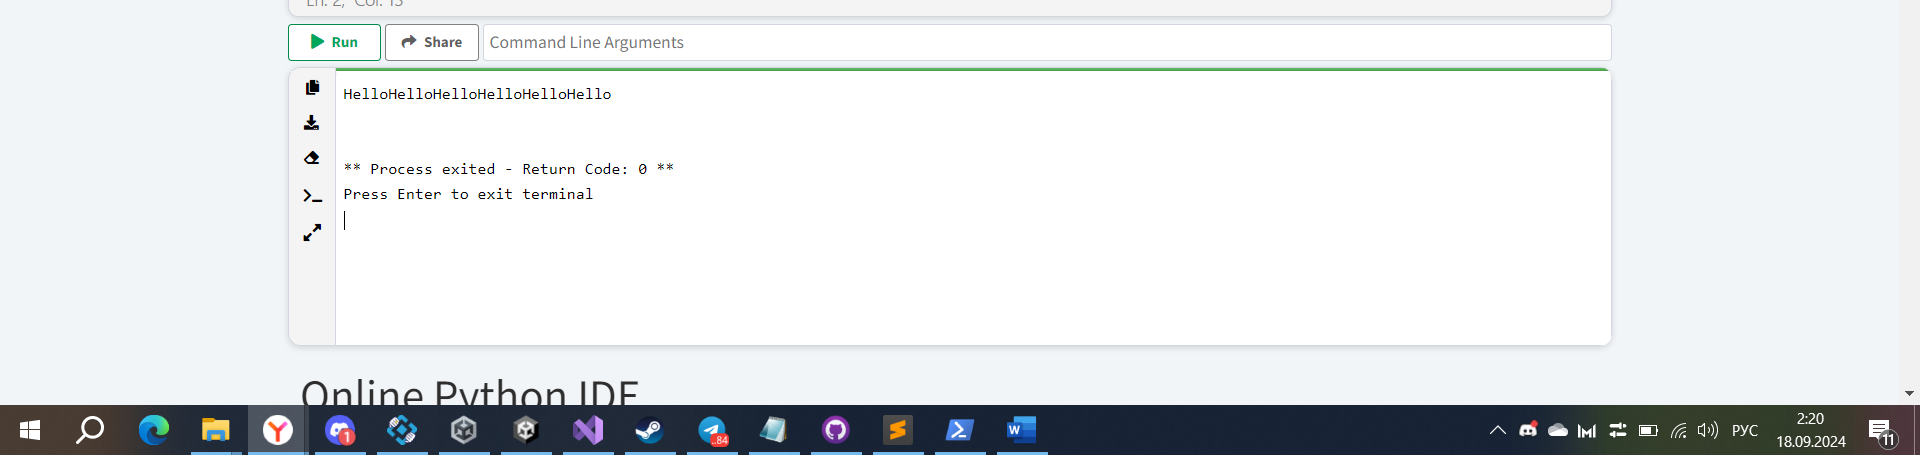 Ln: 2, Col: 13
Run
Share
Command Line Arguments
HelloHelloHelloHelloHelloHello
** Process exited - Return Code: 0 **
Press Enter to exit terminal
Online Python IDE
1
..84
W
РУС
2:20
18.09.2024
11